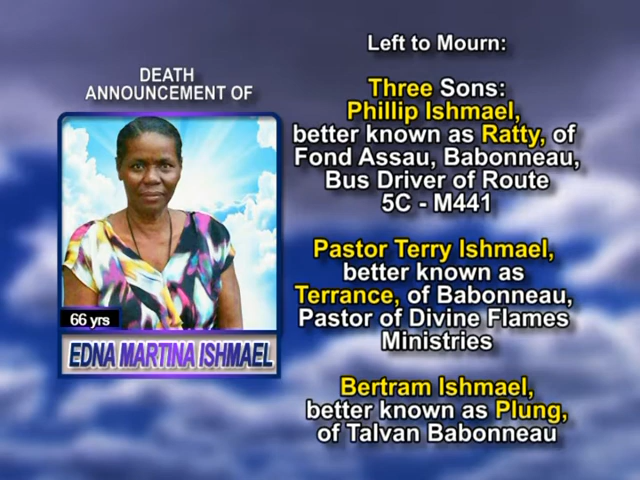 DEATH
ANNOUNCEMENT OF
66 yrs
EDNA MARTINA ISHMAEL
Left to Mourn:
Three Sons:
Phillip Ishmael,
better known as Ratty, of
Fond Assau, Babonneau,
Bus Driver of Route
5C - M441
Pastor Terry Ishmael,
better known as
Terrance, of Babonneau,
Pastor of Divine Flames
Ministries
Bertram Ishmael,
better known as Plung,
of Talvan Babonneau